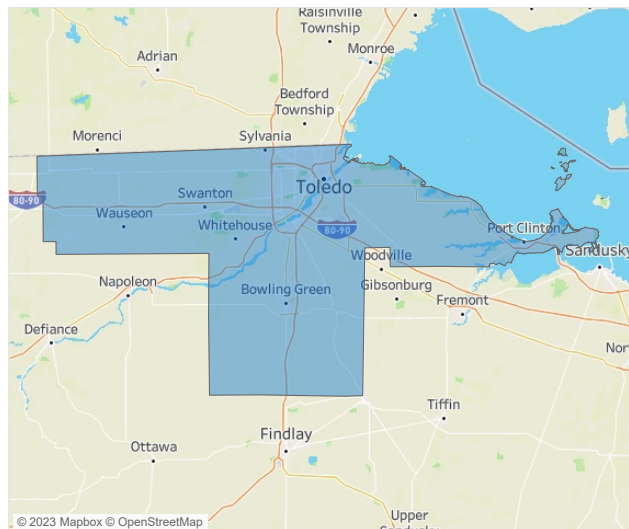 Raisinville
Township
Monroe
Adrian
Bedford
Township
Morenci
Sylvania
Toledo
80-90
Swanton
Wauseon
Whitehouse
80-90
Port Clinton
Sandusky
Woodville
Napoleon
Gibsonburg
Bowling Green
Fremont
Defiance
Nor
Tiffin
Findlay
Ottawa
Upper
Sandusky
© 2023 Mapbox © OpenStreetMap